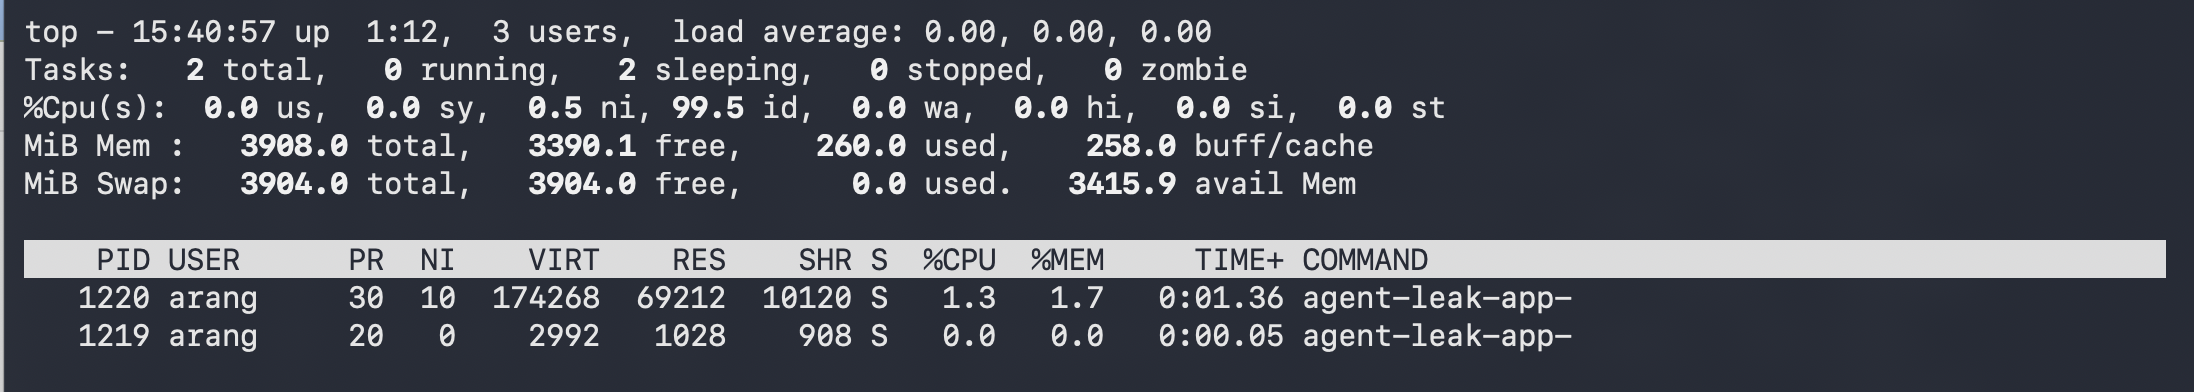 top - 15:40:57 up  1:12,  3 users,  load average: 0.00, 0.00, 0.00
Tasks:   2 total,   0 running,   2 sleeping,   0 stopped,   0 zombie
%Cpu(s):  0.0 us,  0.0 sy,  0.5 ni, 99.5 id,  0.0 wa,  0.0 hi,  0.0 si,  0.0 st
MiB Mem :   3908.0 total,   3390.1 free,    260.0 used,    258.0 buff/cache
MiB Swap:   3904.0 total,   3904.0 free,      0.0 used.   3415.9 avail Mem
    PID USER      PR  NI    VIRT    RES    SHR S  %CPU  %MEM     TIME+ COMMAND
   1220 arang     30  10  174268  69212  10120 S   1.3   1.7   0:01.36 agent-leak-app-
   1219 arang     20   0    2992   1028    908 S   0.0   0.0   0:00.05 agent-leak-app-